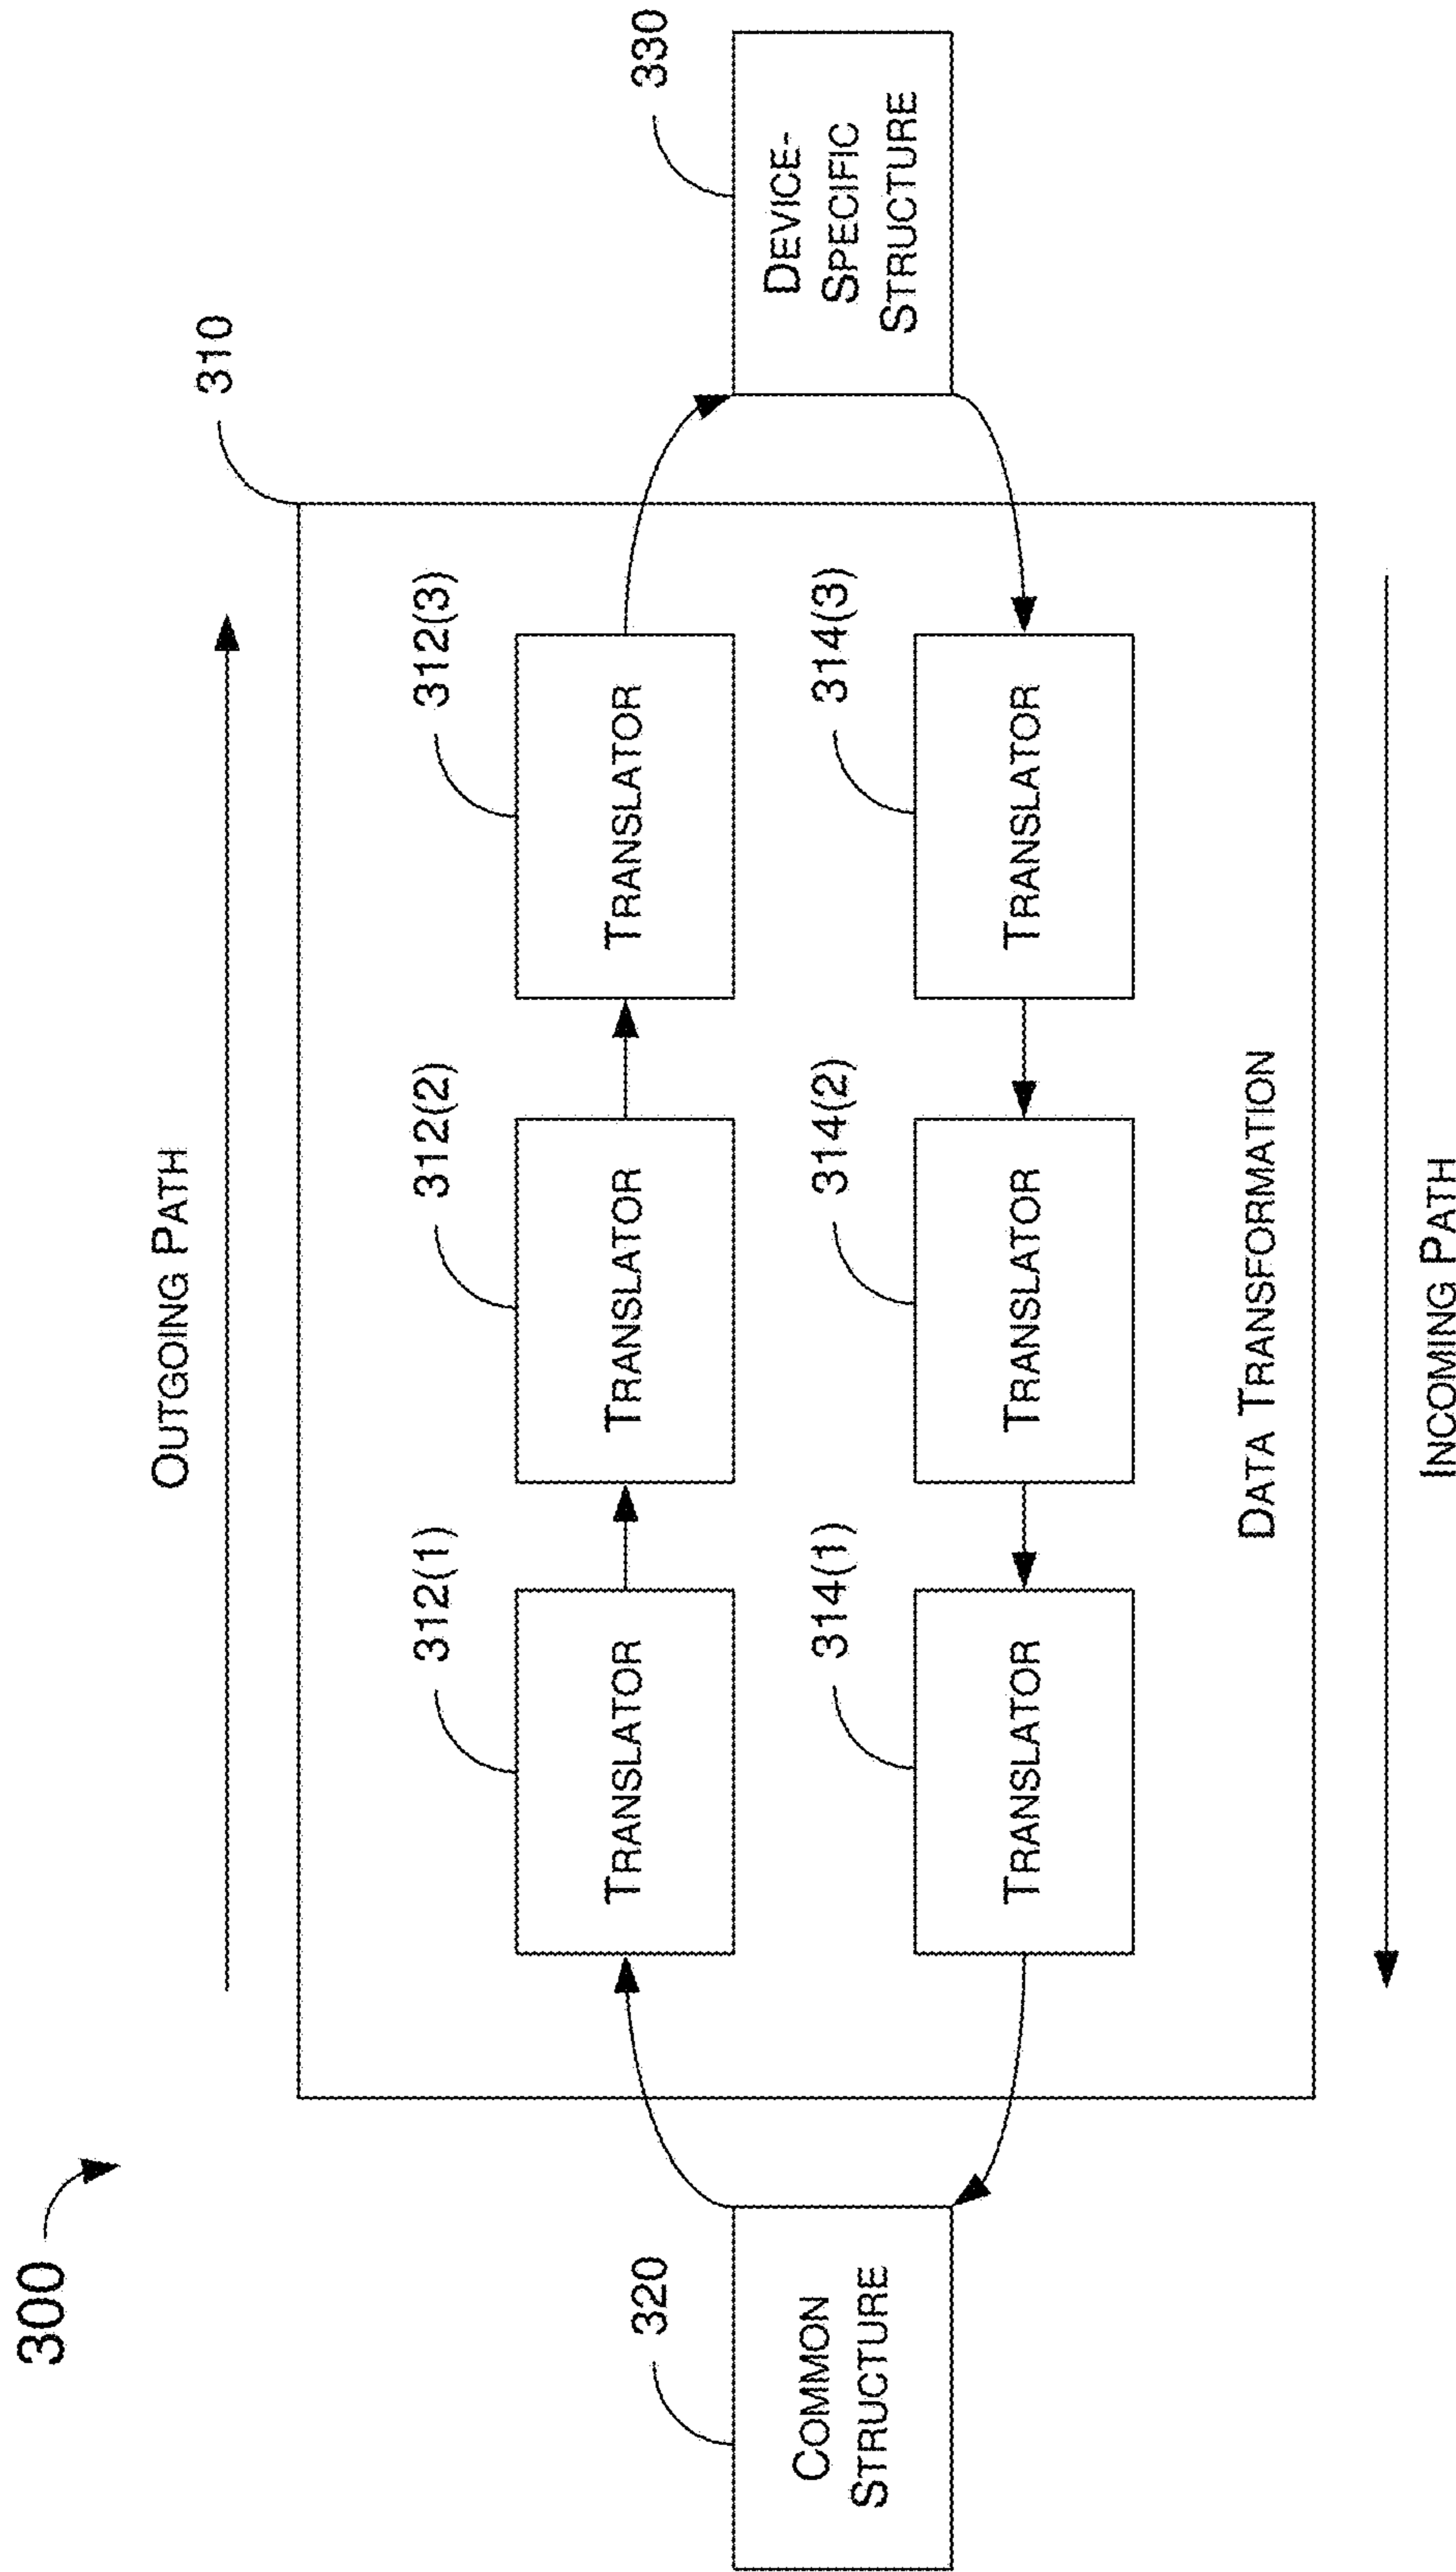 300
OUTGOING PATH
310
312(1)
312(2)
312(3)
TRANSLATOR
TRANSLATOR
TRANSLATOR
320
COMMON
STRUCTURE
330
DEVICE-
SPECIFIC
STRUCTURE
314(1)
314(2)
314(3)
TRANSLATOR
TRANSLATOR
TRANSLATOR
DATA TRANSFORMATION
INCOMING PATH